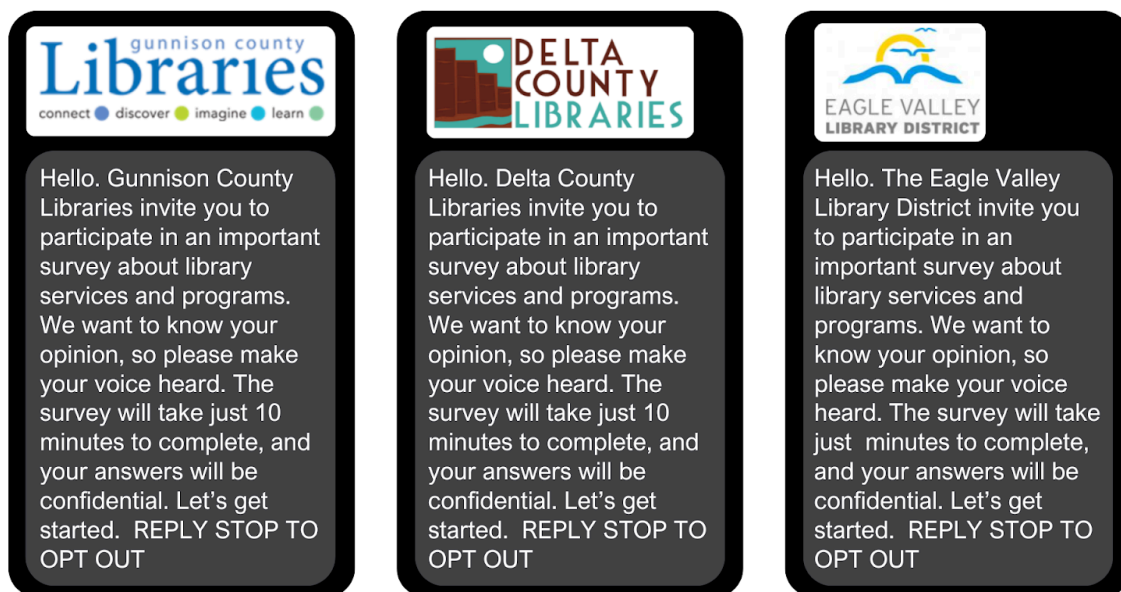 gunnison county
Libraries
connect discover imagine learn
Hello. Gunnison County
Libraries invite you to
participate in an important
survey about library
services and programs.
We want to know your
opinion, so please make
your voice heard. The
survey will take just 10
minutes to complete, and
your answers will be
confidential. Let’s get
started.  REPLY STOP TO
OPT OUT
DELTA
COUNTY
LIBRARIES
Hello. Delta County
Libraries invite you to
participate in an important
survey about library
services and programs.
We want to know your
opinion, so please make
your voice heard. The
survey will take just 10
minutes to complete, and
your answers will be
confidential. Let’s get
started.  REPLY STOP TO
OPT OUT
EAGLE VALLEY
LIBRARY DISTRICT
Hello. The Eagle Valley
Library District invite you
to participate in an
important survey about
library services and
programs. We want to
know your opinion, so
please make your voice
heard. The survey will take
just  minutes to complete,
and your answers will be
confidential. Let’s get
started.  REPLY STOP TO
OPT OUT